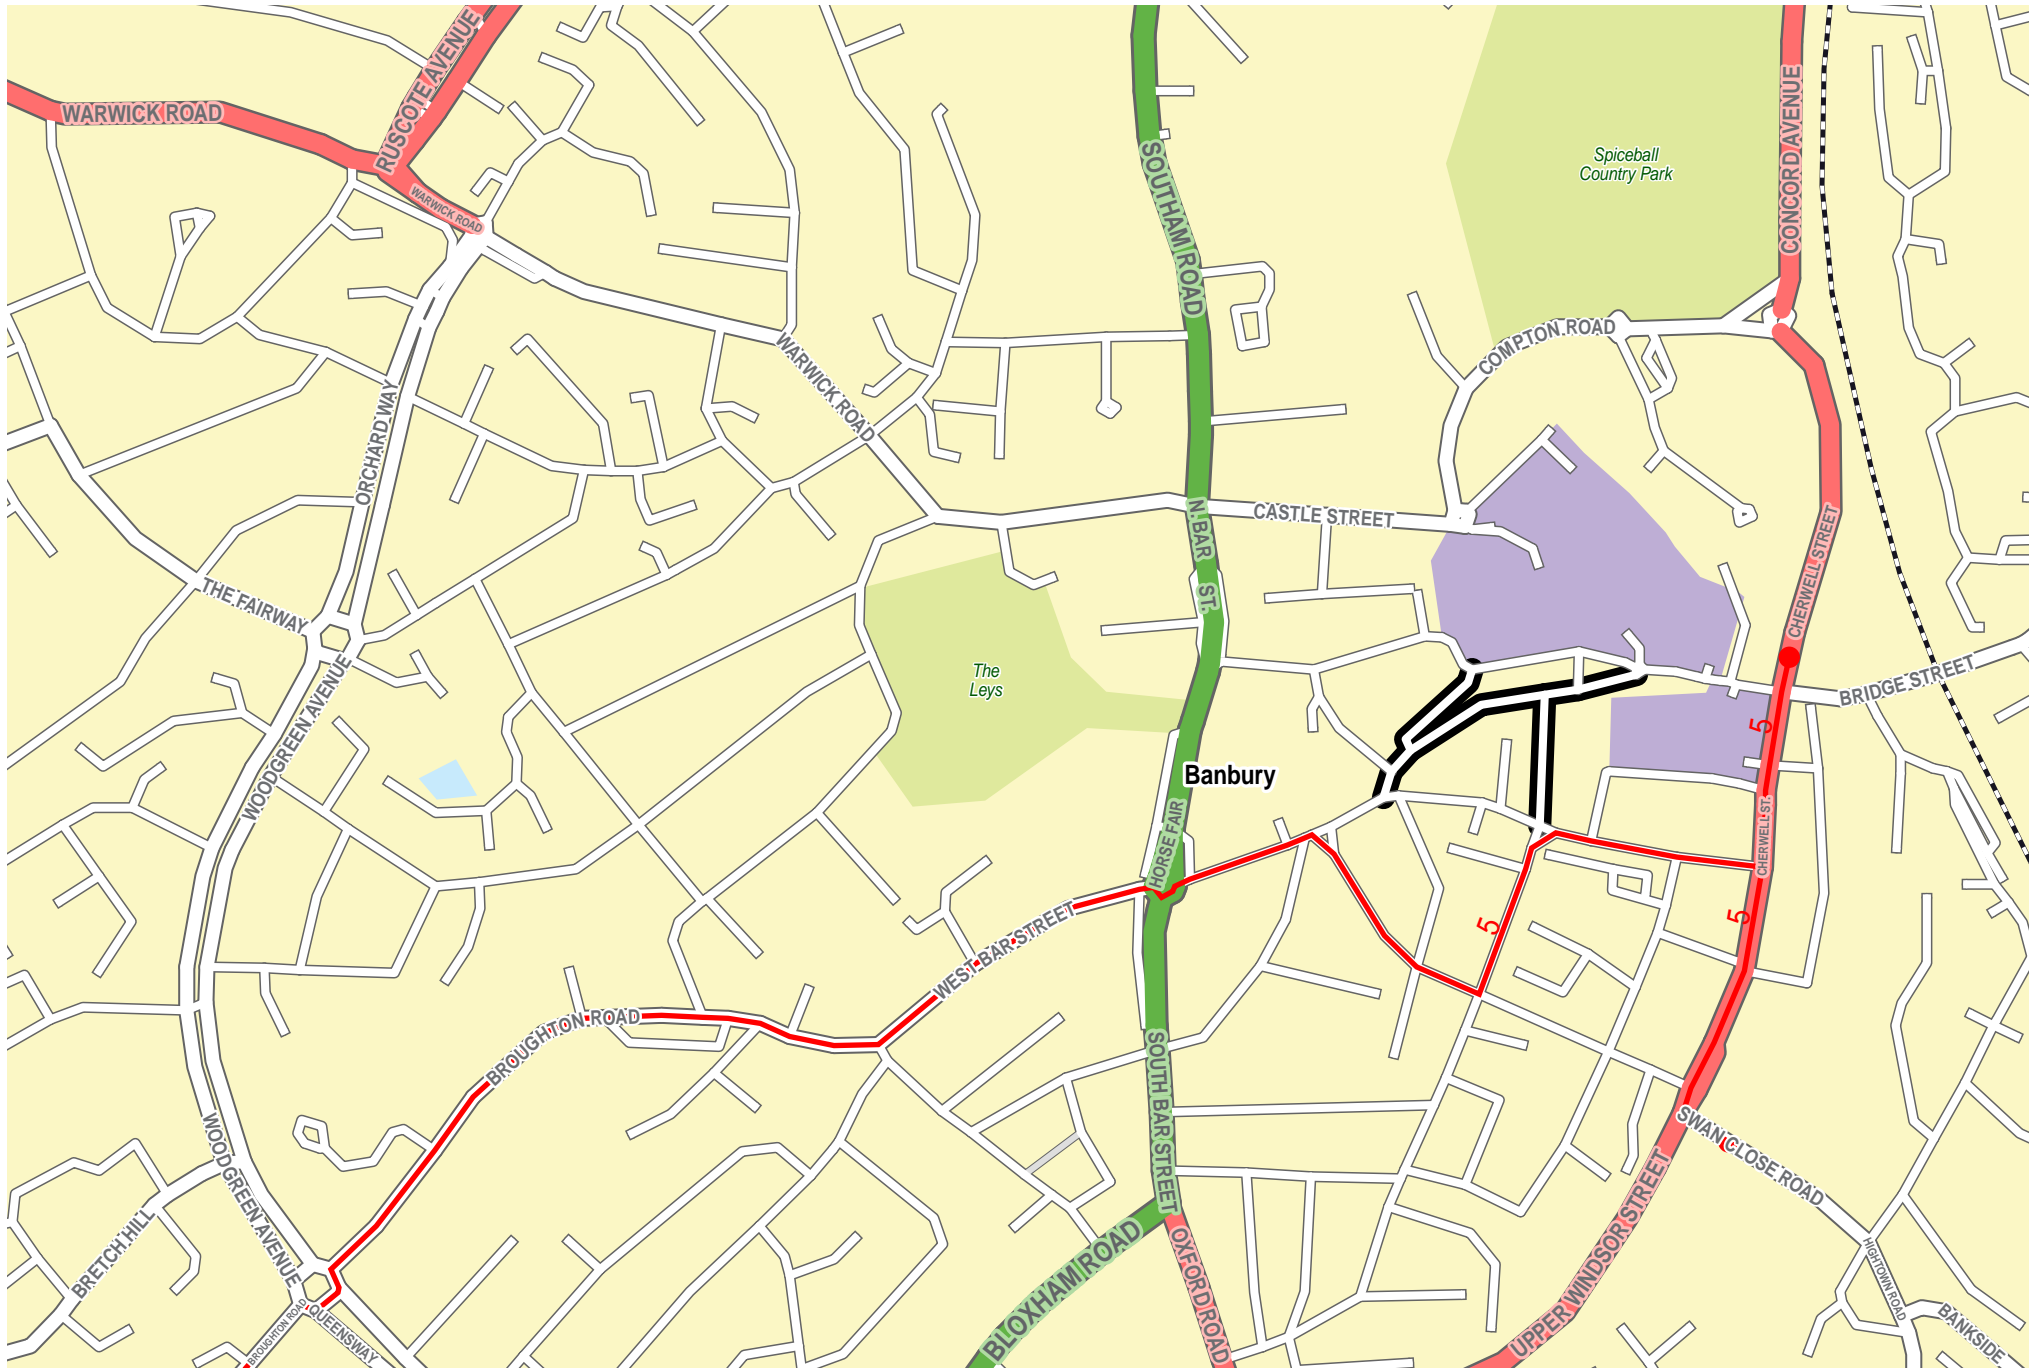 RUSCOTE AVENUE
WARWICK ROAD
WARWICK ROAD
SOUTHAM ROAD
Spiceball
Country Park
CONCORD AVENUE
COMPTON ROAD
WARWICK ROAD
ORCHARD WAY
N. BAR ST.
CASTLE STREET
CHERWELL STREET
THE FAIRWAY
The
Leys
BRIDGE STREET
WOODGREEN AVENUE
5
Banbury
HORSE FAIR
CHERWELL ST.
5
5
WEST BAR STREET
BROUGHTON ROAD
SOUTH BAR STREET
SWAN CLOSE ROAD
WOODGREEN AVENUE
BRETCH HILL
UPPER WINDSOR STREET
BLOXHAM ROAD
OXFORD ROAD
HIGHTOWN ROAD
BROUGHTON ROAD
QUEENSWAY
BANKSIDE